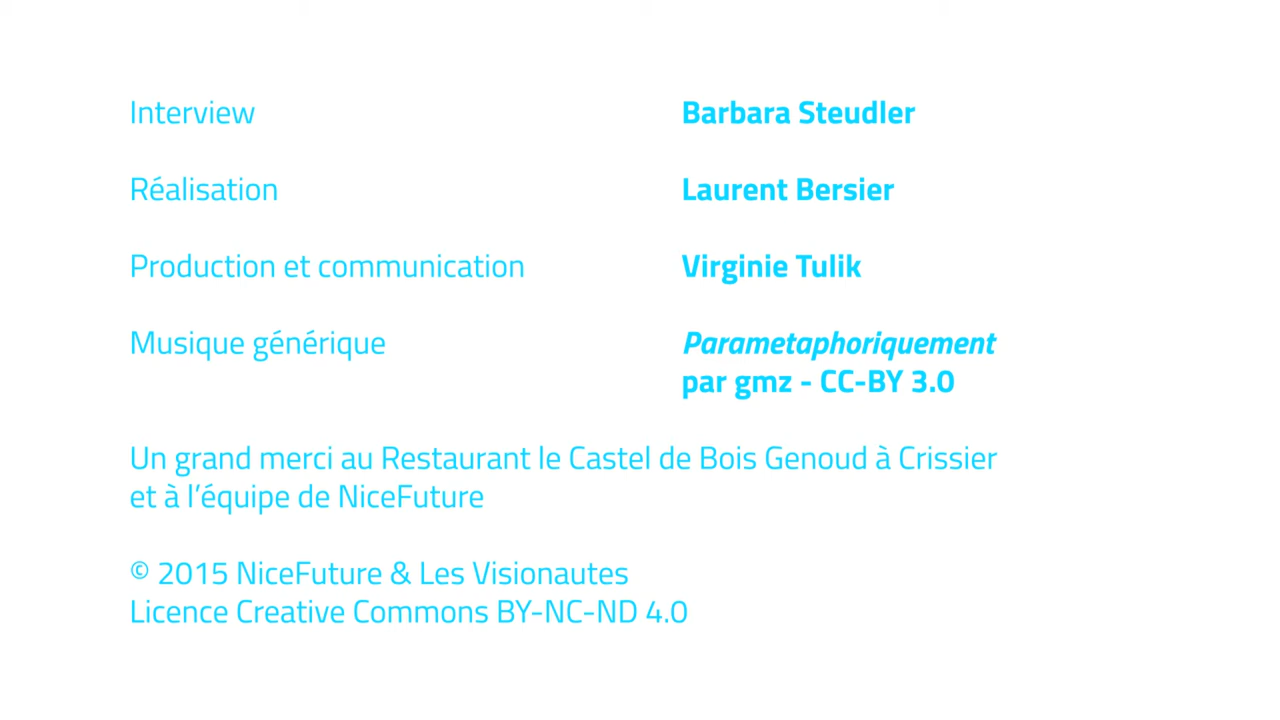 Interview Barbara Steudler
Réalisation Laurent Bersier
Production et communication Virginie Tulik
Musique générique Parametaphoriquement
par gmz - CC-BY 3.0
Un grand merci au Restaurant le Castel de Bois Genoud à Crissier
et à l’équipe de NiceFuture
© 2015 NiceFuture & Les Visionautes
Licence Creative Commons BY-NC-ND 4.0